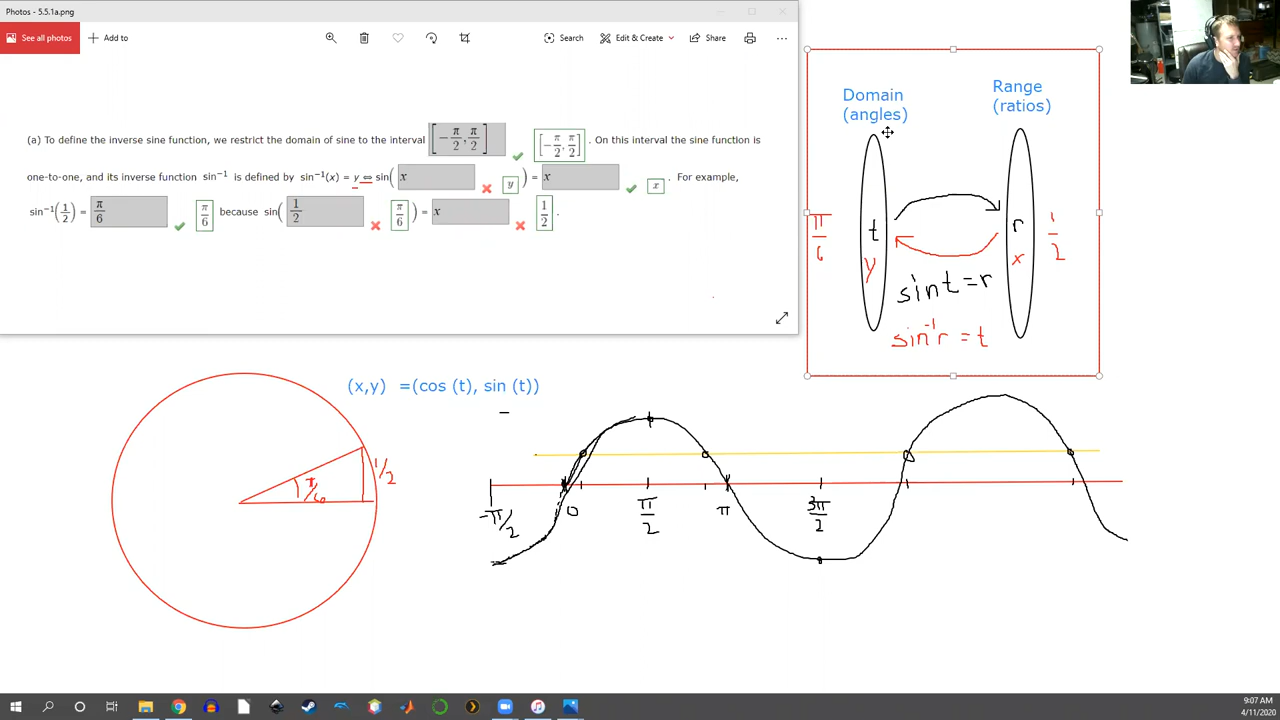 Photos - 5.5.1a.png
See all photos
Add to
Search
Edit & Create
Share
(a) To define the inverse sine function, we restrict the domain of sine to the interval [-π/2, π/2] [-π/2, π/2] . On this interval the sine function is
one-to-one, and its inverse function sin⁻¹ is defined by sin⁻¹(x) = y ⇔ sin( x y ) = x x . For example,
sin⁻¹(1/2) = π/6 π/6 because sin( 1/2 π/6 ) = x 1/2 .
Domain
(angles)
Range
(ratios)
π/6
t
r
1/2
y
x
sin t = r
sin⁻¹ r = t
(x,y) =(cos (t), sin (t))
1/2
π/6
-π/2
0
π/2
π
3π/2
9:07 AM
4/11/2020